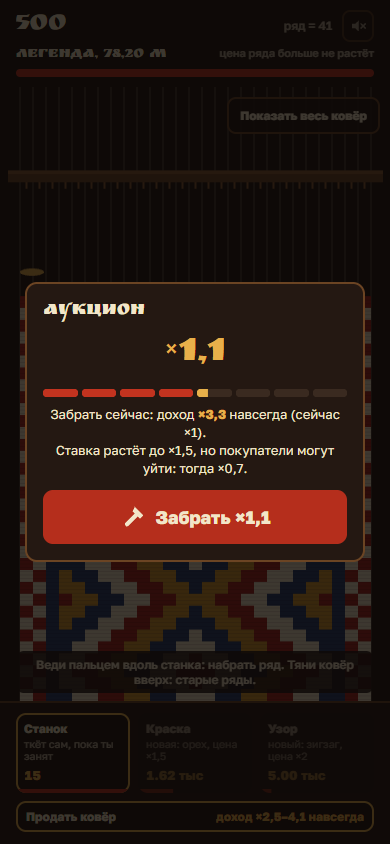 500
ряд = 41
ЛЕГЕНДА, 78,20 М
цена ряда больше не растёт
Показать весь ковёр
АУКЦИОН
×1,1
Забрать сейчас: доход ×3,3 навсегда (сейчас
×1).
Ставка растёт до ×1,5, но покупатели могут
уйти: тогда ×0,7.
Забрать ×1,1
Веди пальцем вдоль станка: набрать ряд. Тяни ковёр
вверх: старые ряды.
Станок
ткёт сам, пока ты
занят
15
Краска
новая: орех, цена
×1,5
1.62 тыс
Узор
новый: зигзаг,
цена ×2
5.00 тыс
Продать ковёр
доход ×2,5–4,1 навсегда